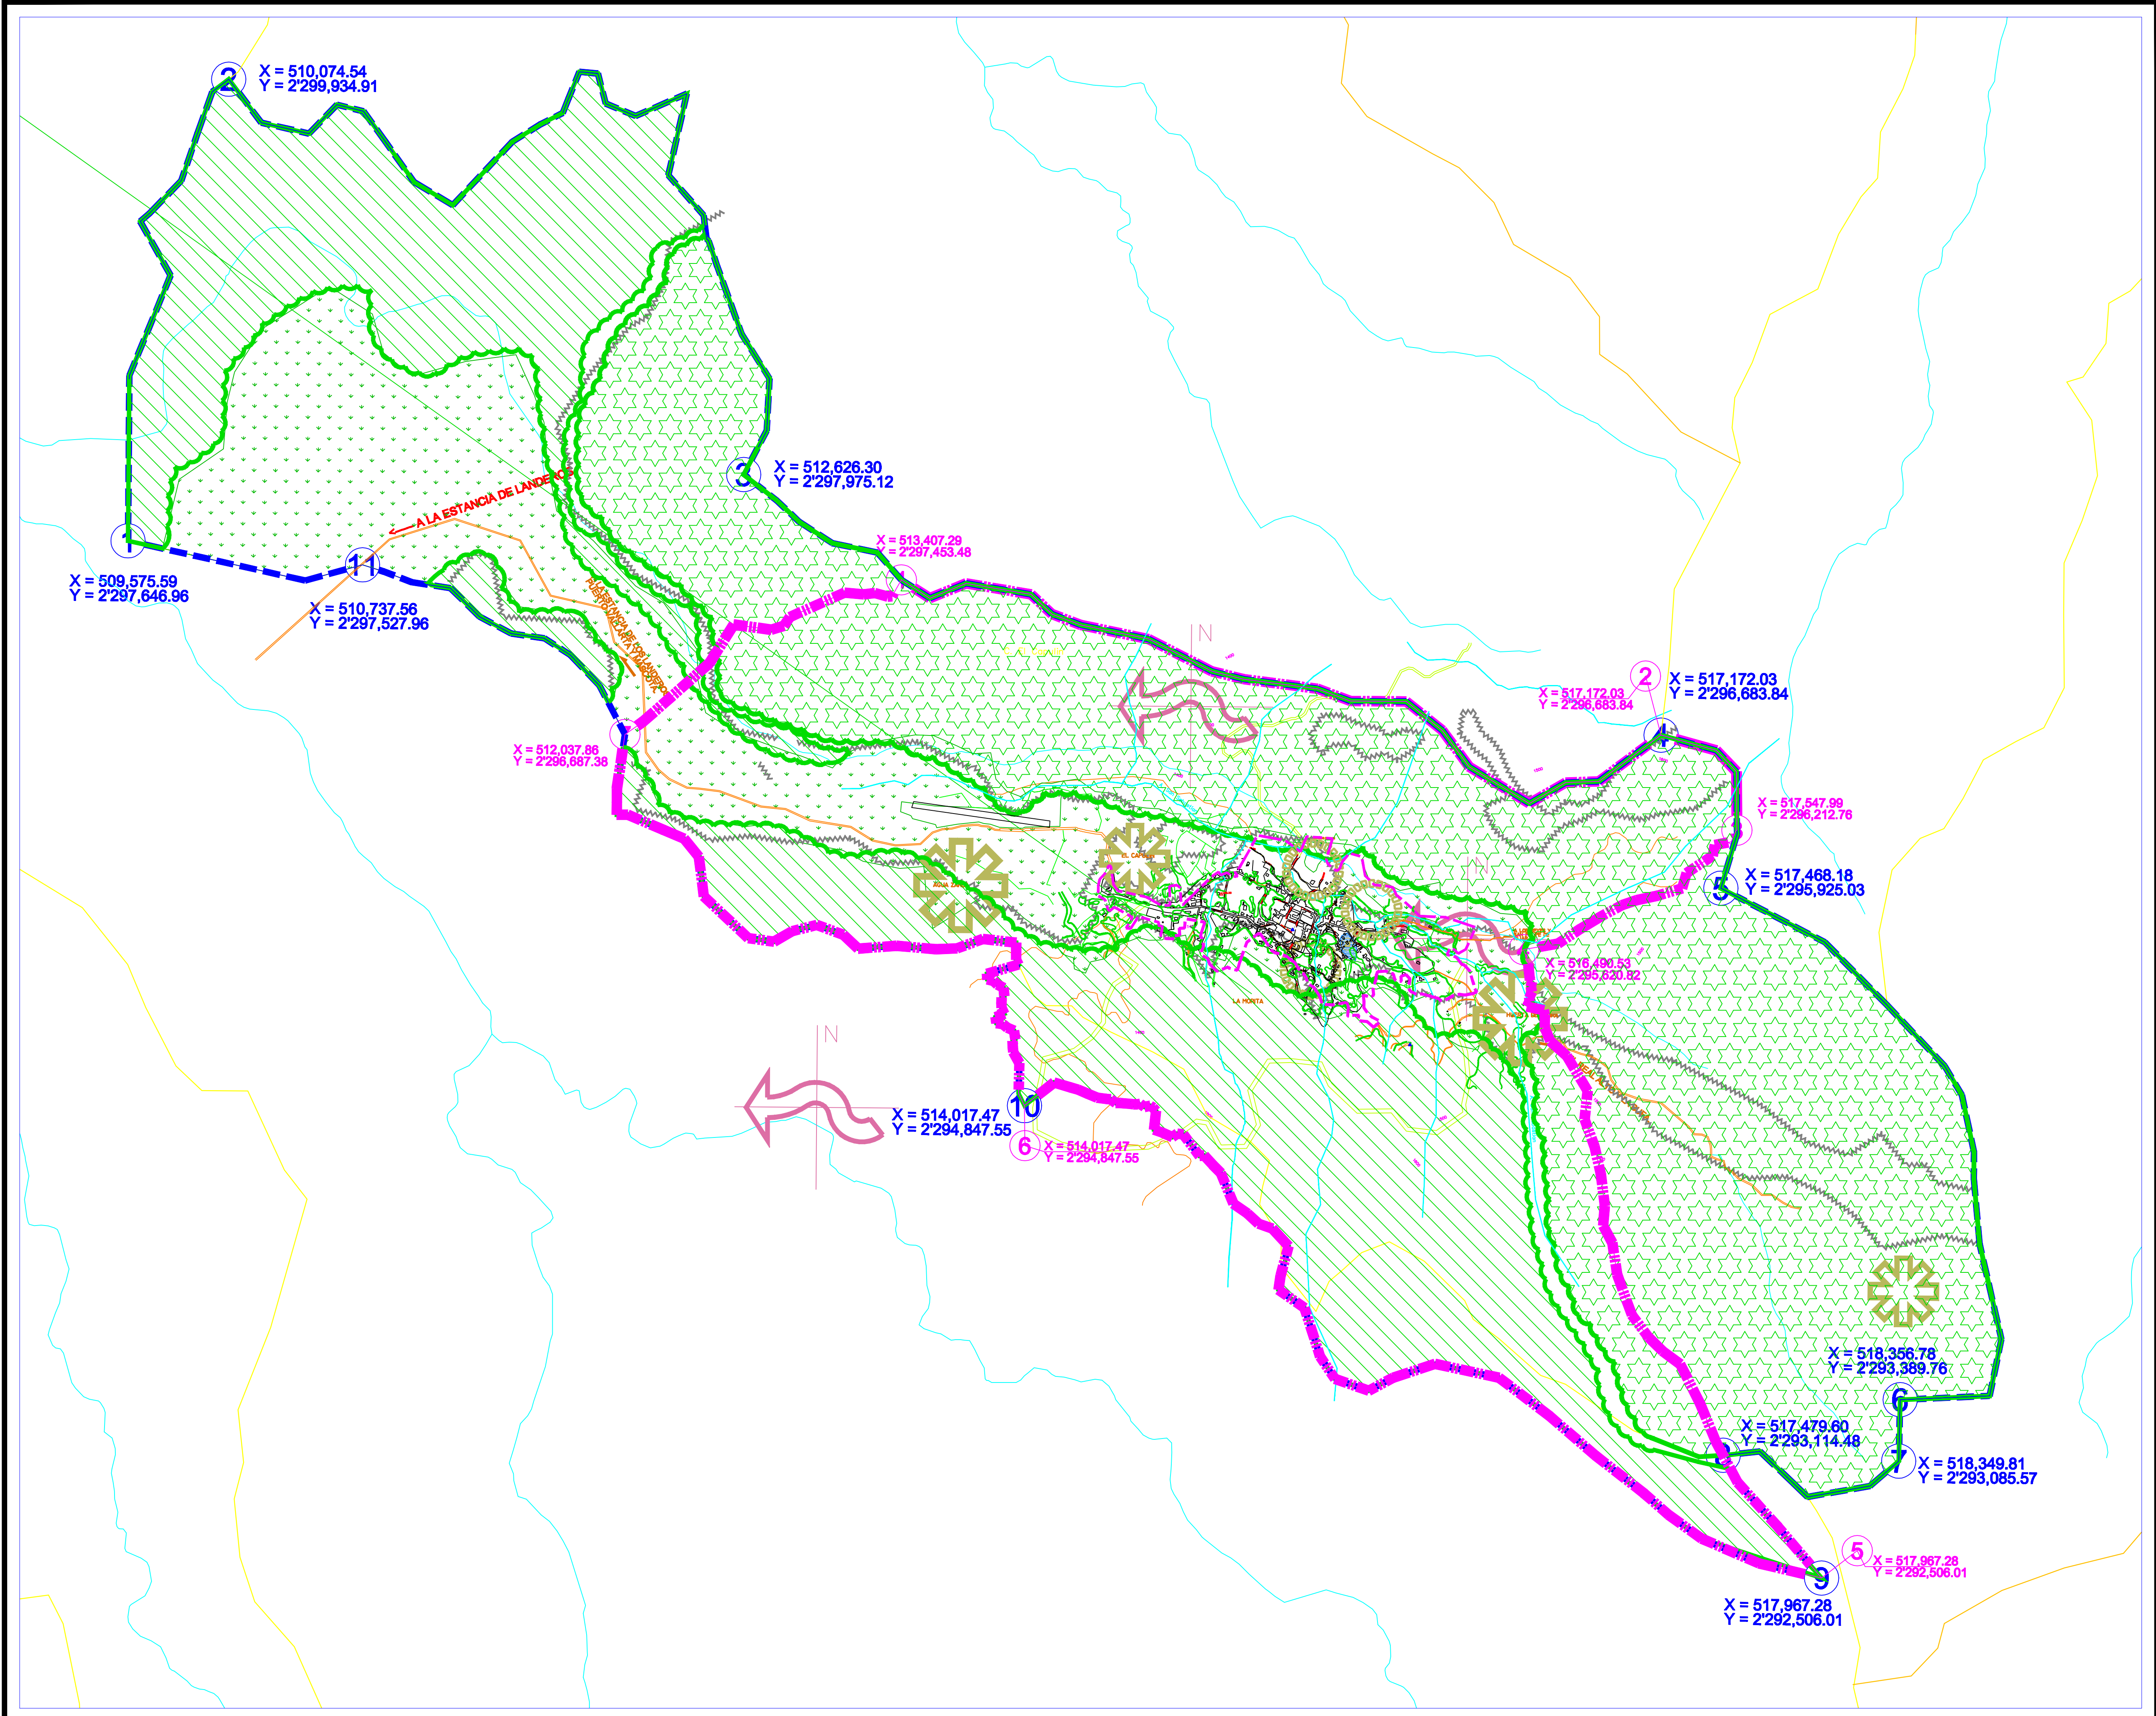 2
X = 510,074.54
Y = 2'299,934.91
3
X = 512,626.30
Y = 2'297,975.12
A LA ESTANCIA DE LANDEROS
1
X = 509,575.59
Y = 2'297,646.96
11
X = 510,737.56
Y = 2'297,527.96
X = 513,407.29
Y = 2'297,453.48
1
N
2
X = 517,172.03
Y = 2'296,683.84
X = 517,172.03
Y = 2'296,683.84
4
X = 512,037.86
Y = 2'296,687.38
X = 517,547.99
Y = 2'296,212.76
5
X = 517,468.18
Y = 2'295,925.03
N
X = 516,490.53
Y = 2'295,620.82
LA MORITA
1400
N
10
X = 514,017.47
Y = 2'294,847.55
6
X = 514,017.47
Y = 2'294,847.55
X = 518,356.78
Y = 2'293,389.76
6
X = 517,479.60
Y = 2'293,114.48
8
7
X = 518,349.81
Y = 2'293,085.57
5
X = 517,967.28
Y = 2'292,506.01
9
X = 517,967.28
Y = 2'292,506.01